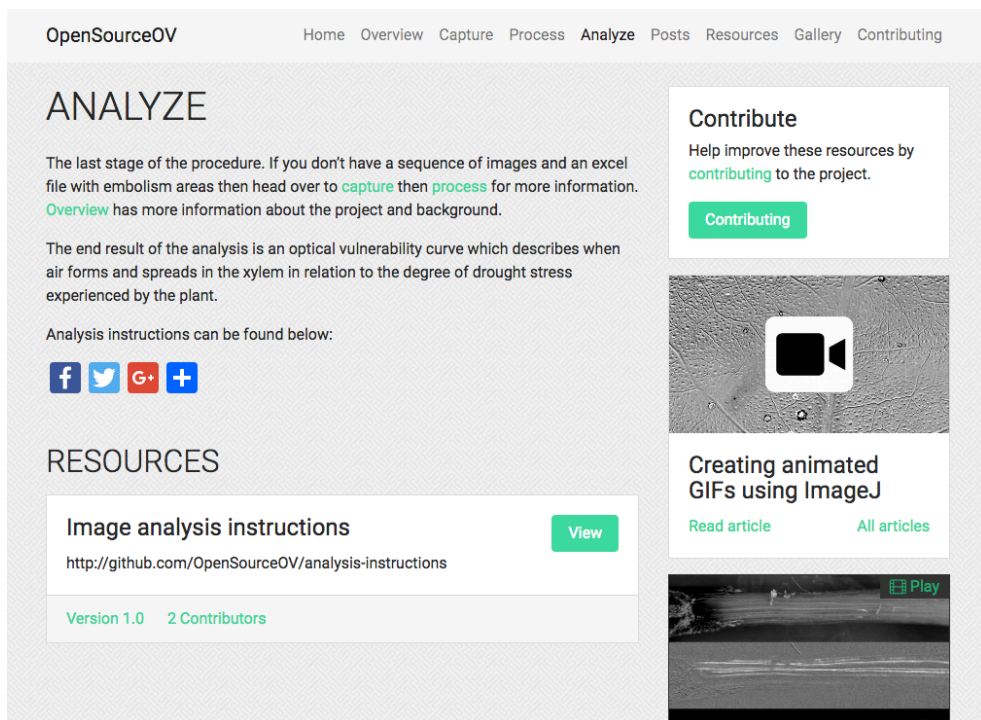 OpenSourceOV
Home Overview Capture Process Analyze Posts Resources Gallery Contributing
ANALYZE
The last stage of the procedure. If you don't have a sequence of images and an excel
file with embolism areas then head over to capture then process for more information.
Overview has more information about the project and background.
The end result of the analysis is an optical vulnerability curve which describes when
air forms and spreads in the xylem in relation to the degree of drought stress
experienced by the plant.
Analysis instructions can be found below:
f
G+
RESOURCES
Image analysis instructions
View
http://github.com/OpenSourceOV/analysis-instructions
Version 1.0 2 Contributors
Contribute
Help improve these resources by
contributing to the project.
Contributing
Creating animated
GIFs using ImageJ
Read article All articles
Play